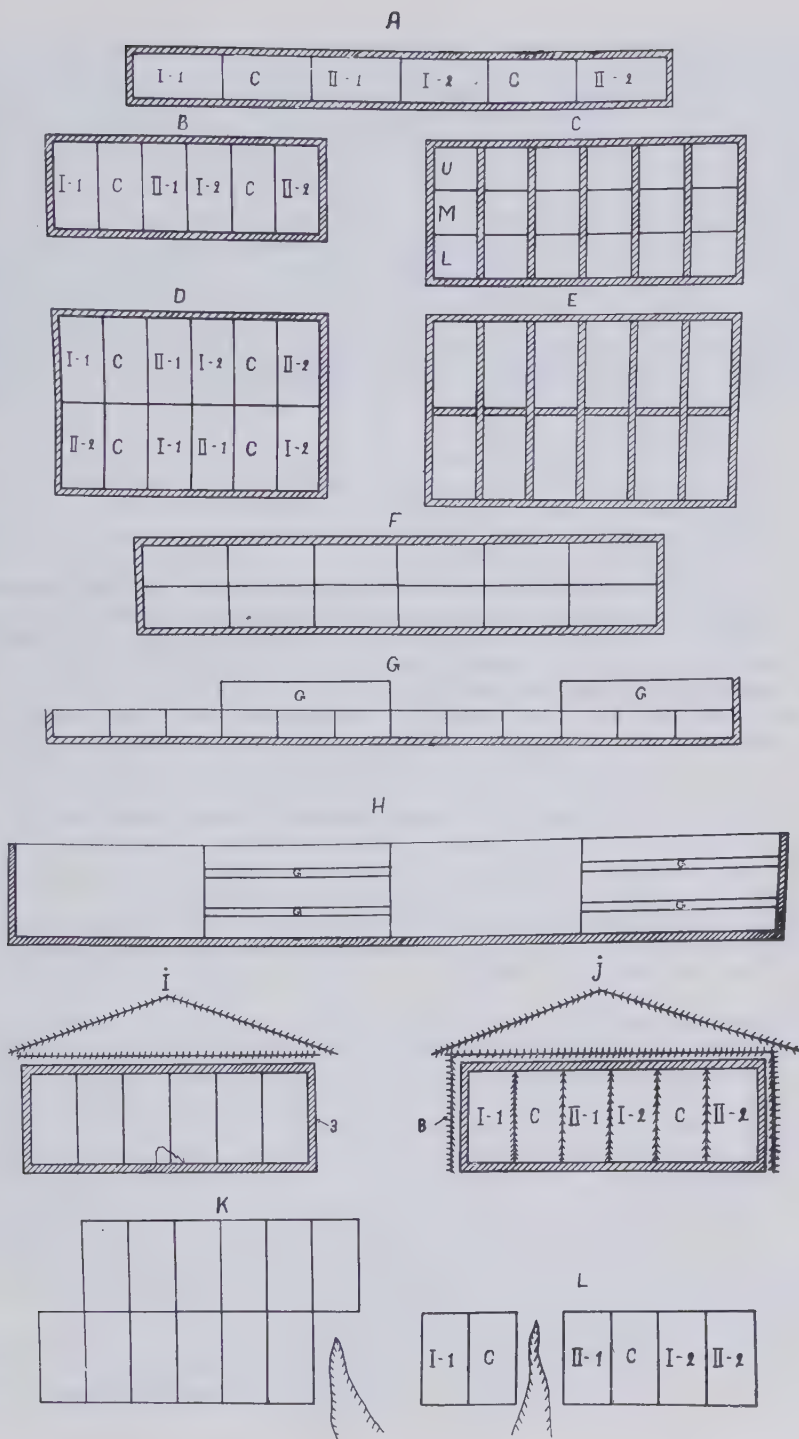 A
I-1 C II-1 I-2 C II-2
B C
I-1 C II-1 I-2 C II-2
U
M
L
D E
I-1 C II-1 I-2 C II-2
II-2 C I-1 II-1 C I-2
F
G
G G
H
G G
G G
i j
3
B I-1 C II-1 I-2 C II-2
K
L
I-1 C II-1 C I-2 II-2